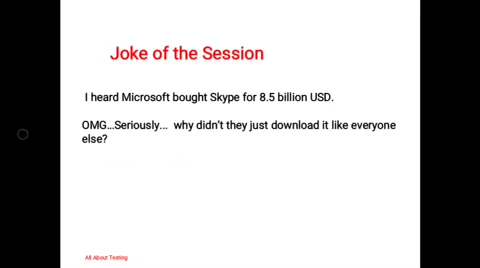 Joke of the Session
I heard Microsoft bought Skype for 8.5 billion USD.
OMG...Seriously... why didn't they just download it like everyone
else?
All About Testing